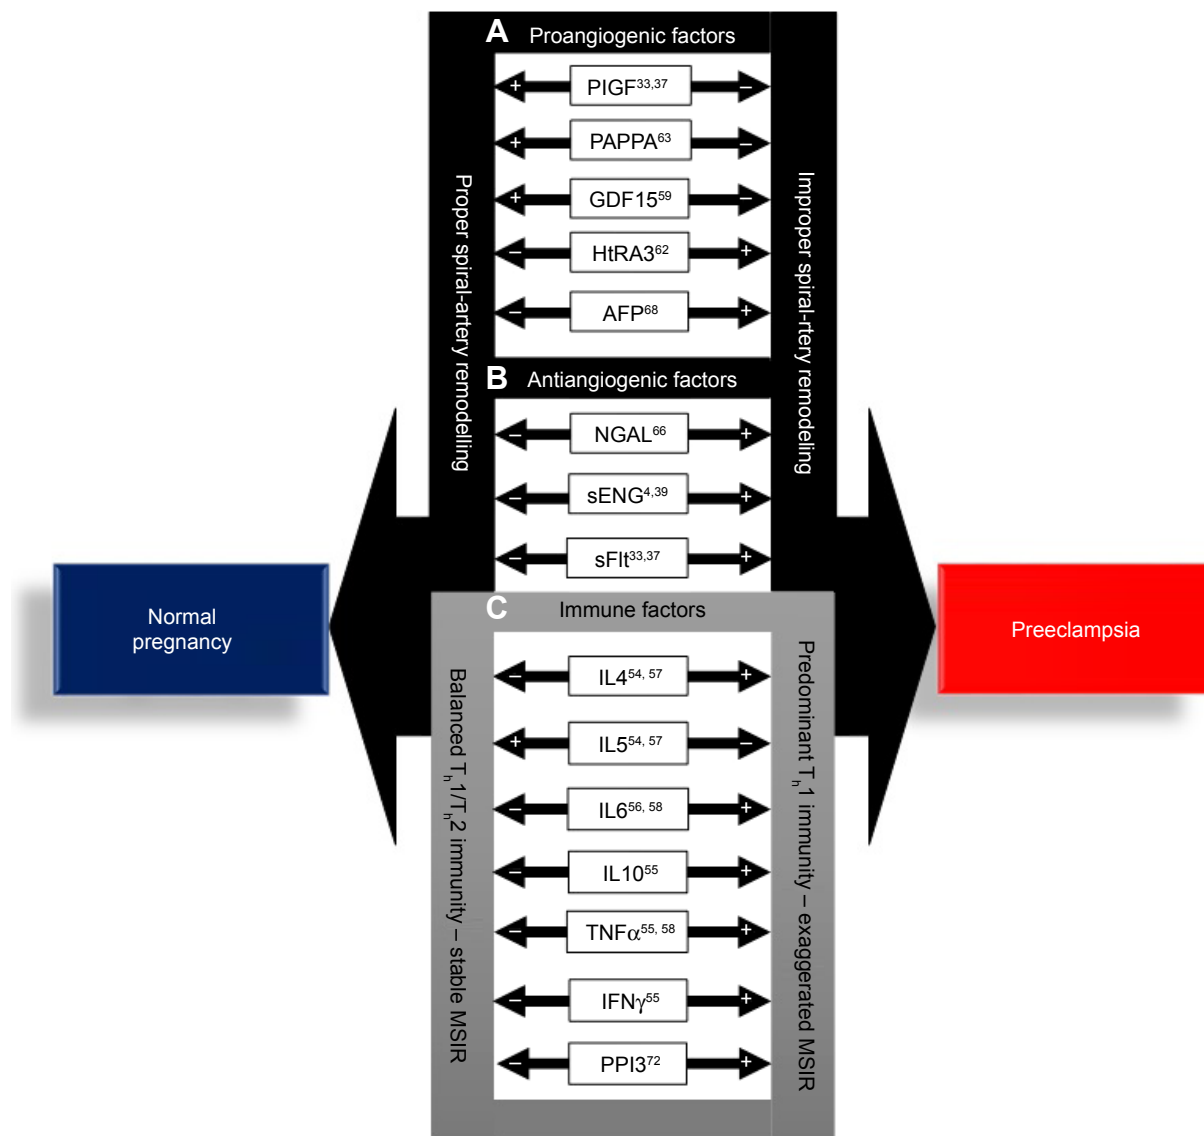 A Proangiogenic factors
+ PIGF33,37 –
+ PAPPA63 –
+ GDF1559 –
– HtRA362 +
– AFP68 +
Proper spiral-artery remodelling
Improper spiral-rtery remodeling
B Antiangiogenic factors
– NGAL66 +
– sENG4,39 +
– sFlt33,37 +
Normal
pregnancy
Preeclampsia
C Immune factors
– IL454, 57 +
+ IL554, 57 –
– IL656, 58 +
– IL1055 +
– TNFα55, 58 +
– IFNγ55 +
– PPI372 +
Balanced Th1/Th2 immunity – stable MSIR
Predominant Th1 immunity – exaggerated MSIR